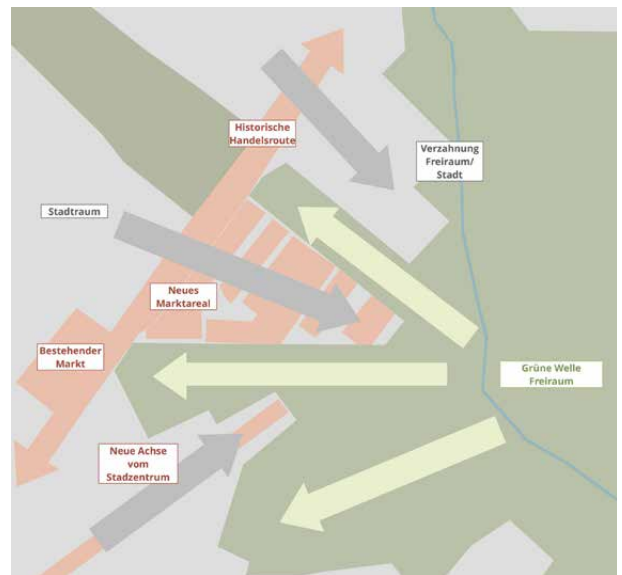 Historische
Handelsroute
Verzahnung
Freiraum/
Stadt
Stadtraum
Neues
Marktareal
Bestehender
Markt
Grüne Welle
Freiraum
Neue Achse
vom
Stadzentrum